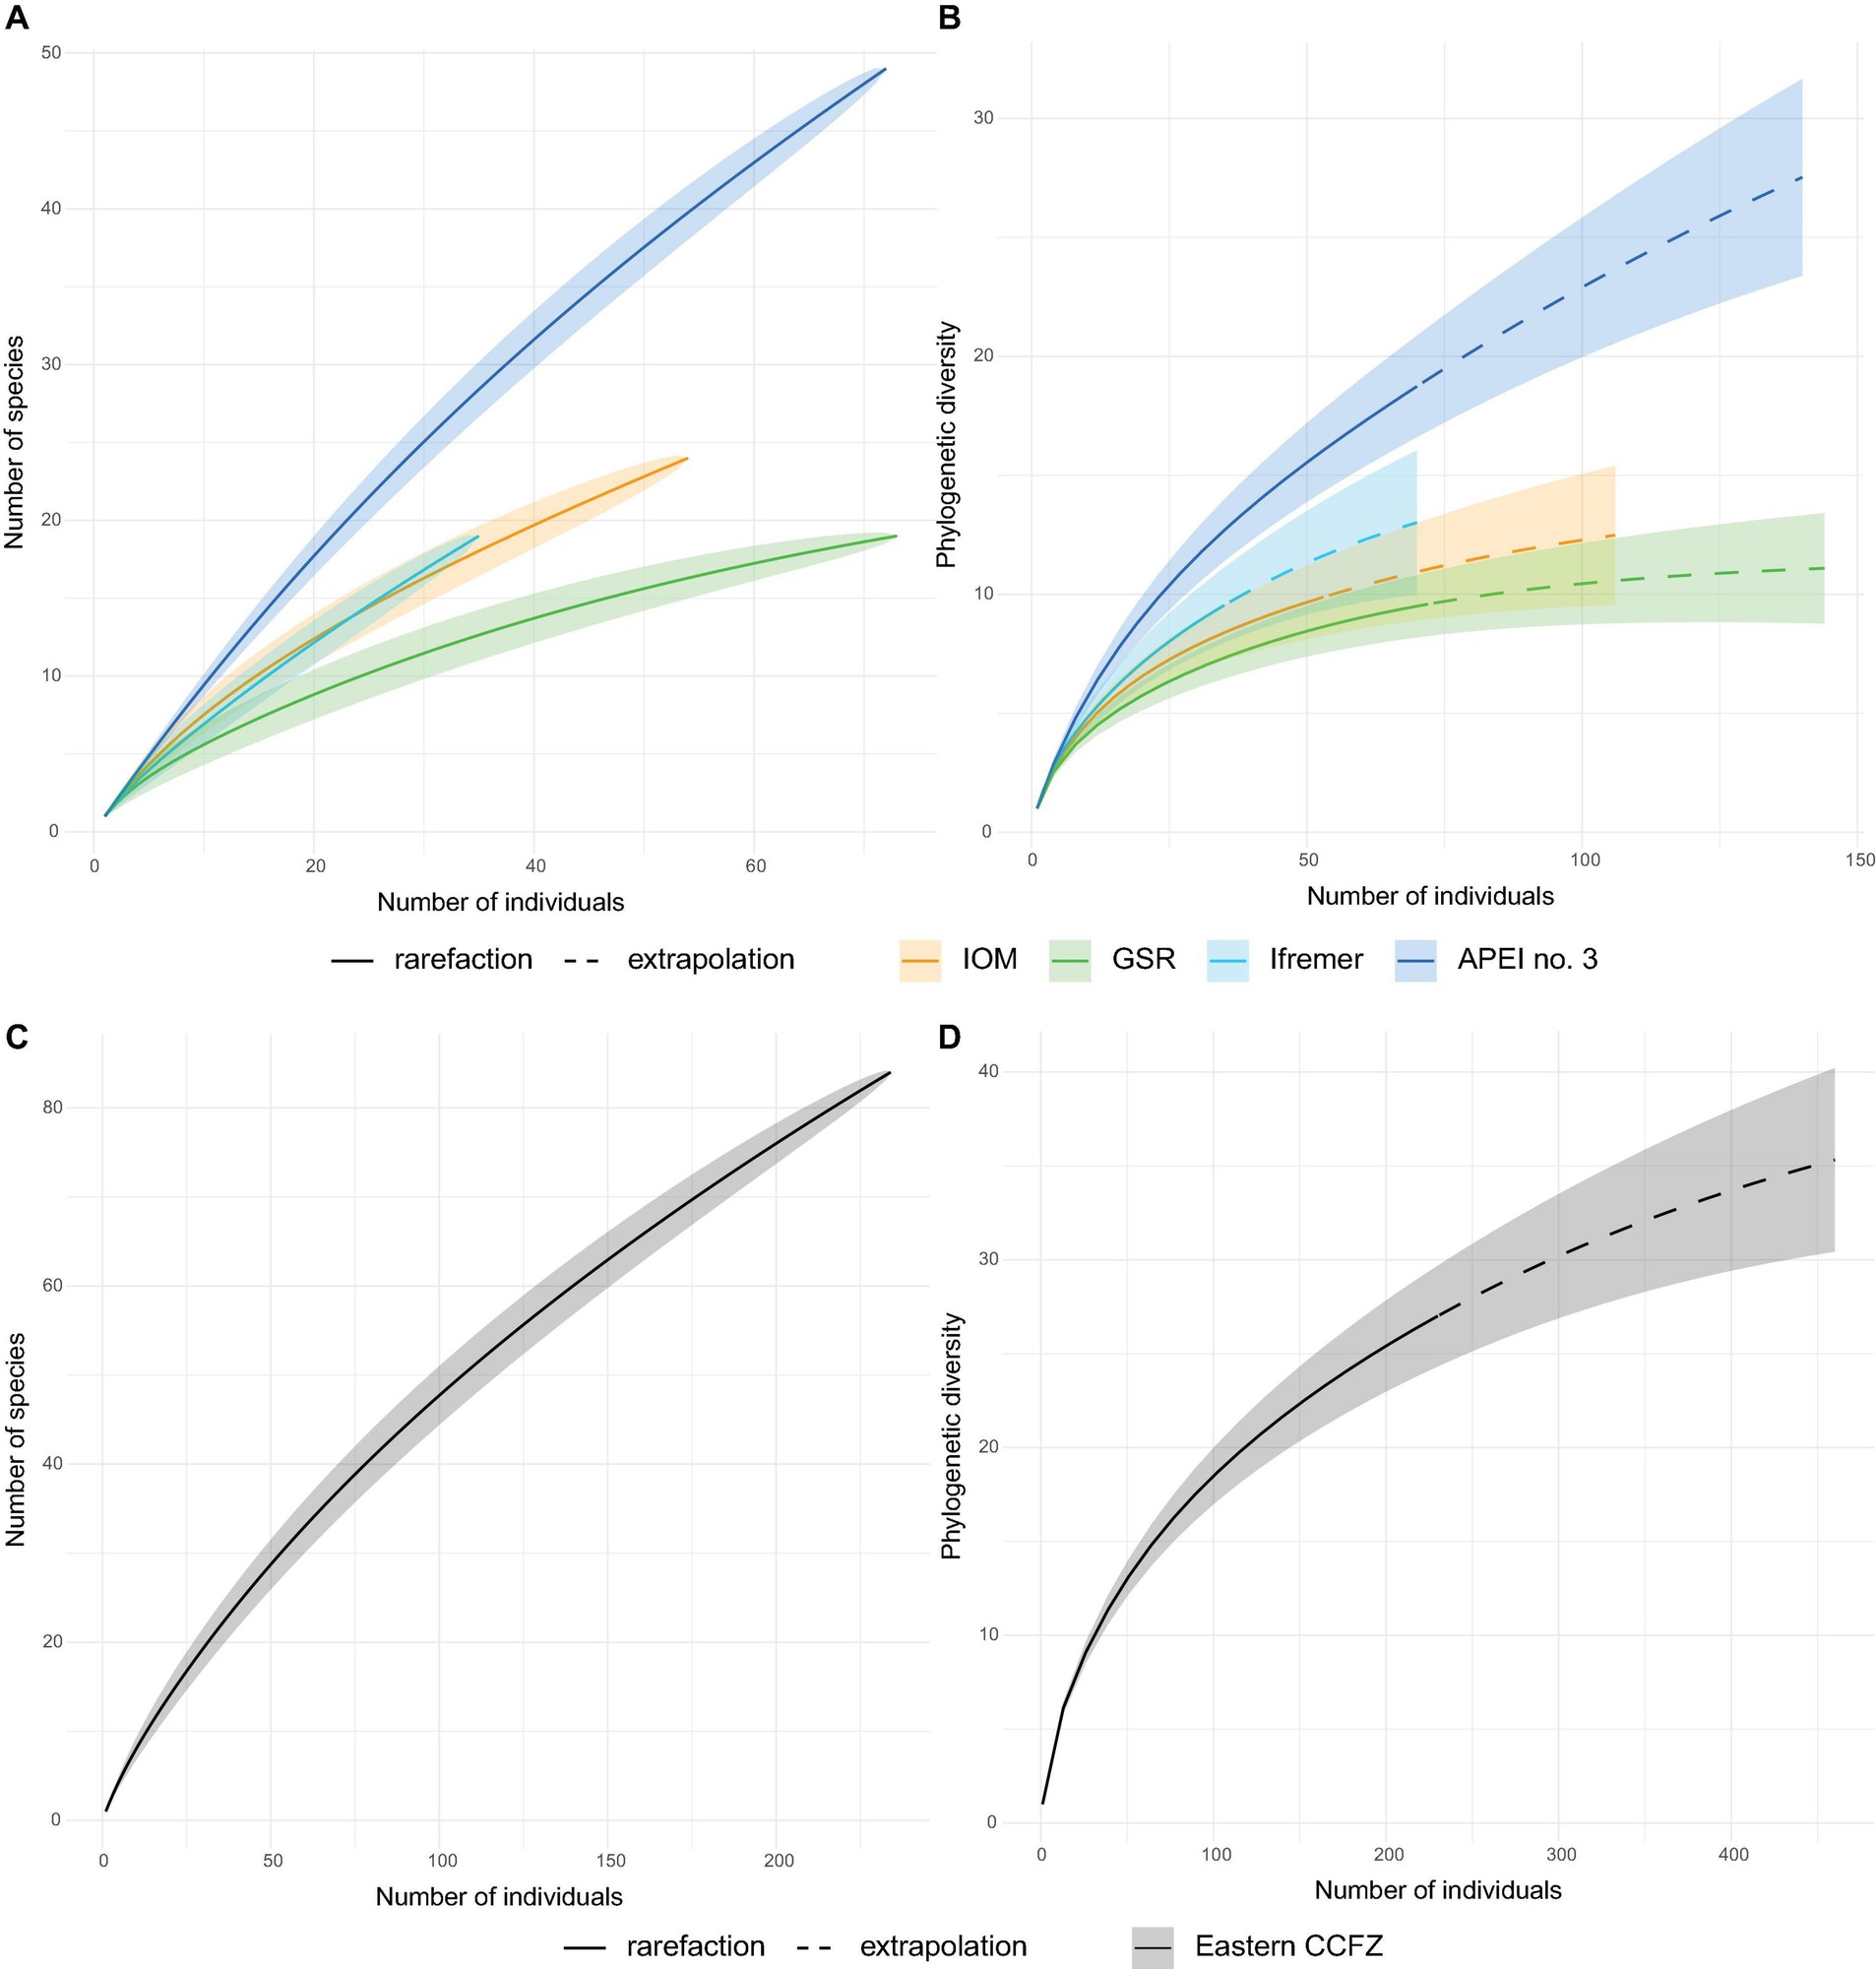 A
B
50
40
30
20
10
0
Number of species
0 20 40 60
Number of individuals
30
20
10
0
Phylogenetic diversity
0 50 100 150
Number of individuals
rarefaction extrapolation IOM GSR Ifremer APEI no. 3
C
D
80
60
40
20
0
Number of species
0 50 100 150 200
Number of individuals
40
30
20
10
0
Phylogenetic diversity
0 100 200 300 400
Number of individuals
rarefaction extrapolation Eastern CCFZ